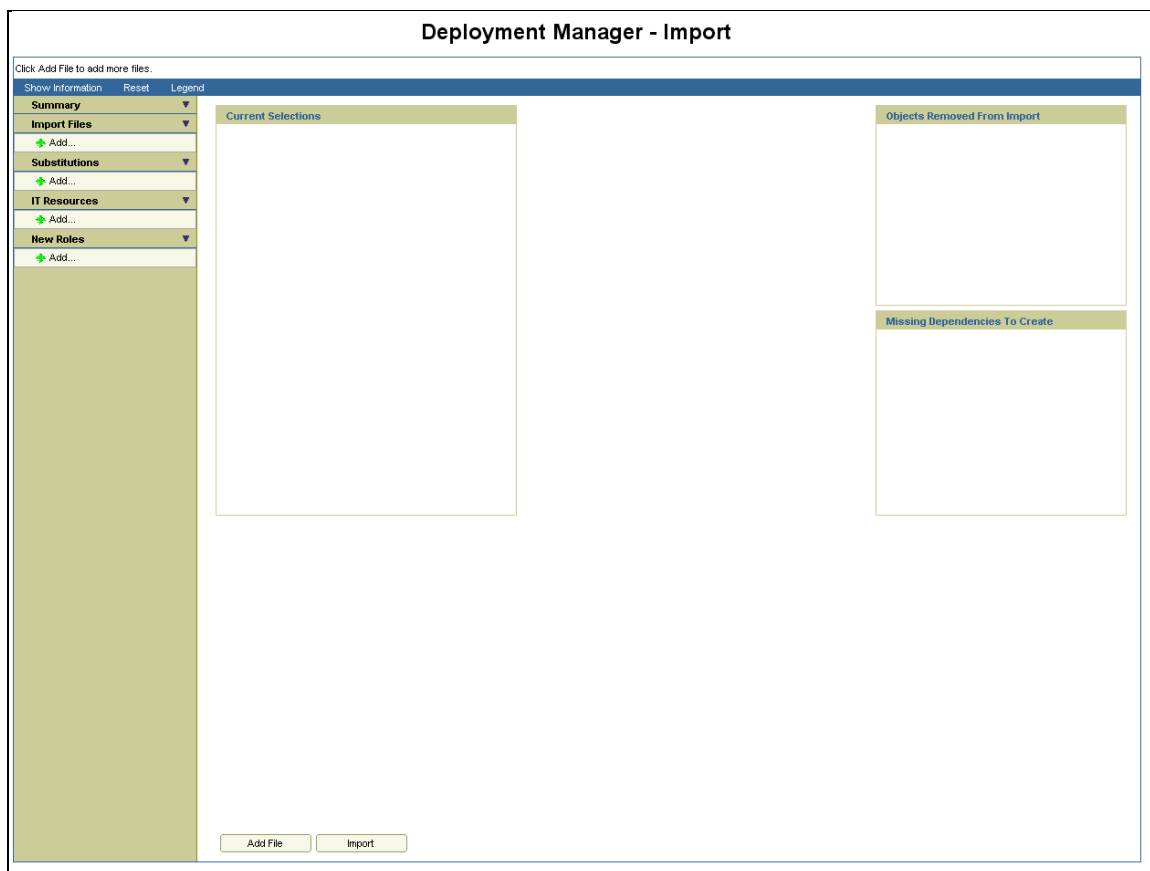 Deployment Manager - Import
Click Add File to add more files.
Show Information Reset Legend
Summary
Import Files
Add...
Substitutions
Add...
IT Resources
Add...
New Roles
Add...
Current Selections
Objects Removed From Import
Missing Dependencies To Create
Add File Import